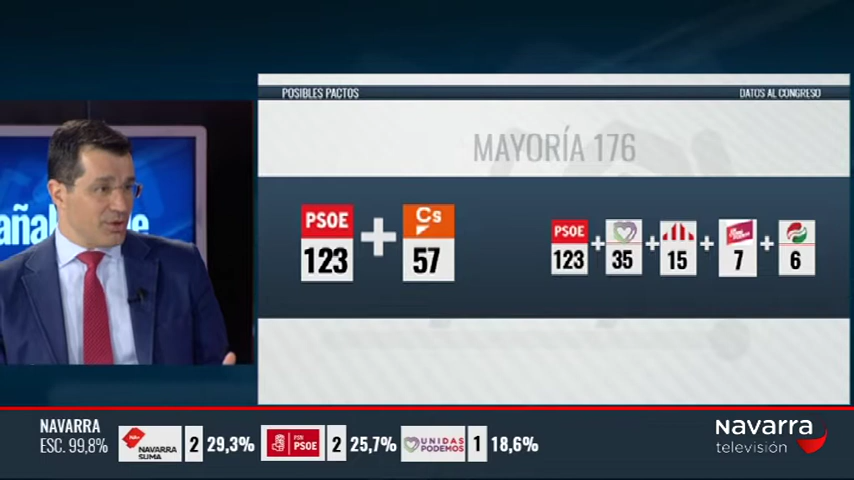 POSIBLES PACTOS
DATOS AL CONGRESO
MAYORÍA 176
PSOE + Cs
123 57
PSOE + + + +
123 35 15 7 6
NAVARRA
ESC. 99,8%
NAVARRA SUMA 2 29,3%
PSN PSOE 2 25,7%
UNIDAS PODEMOS 1 18,6%
Navarra
televisión